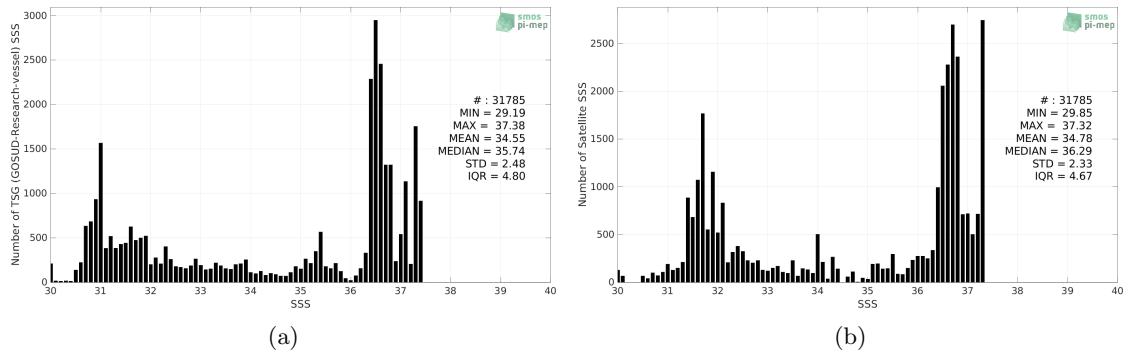 Number of TSG (GOSUD-Research-vessel) SSS
3000
2500
2000
1500
1000
500
0
30 31 32 33 34 35 36 37 38 39 40
SSS
smos
pi-mep
# : 31785
MIN = 29.19
MAX = 37.38
MEAN = 34.55
MEDIAN = 35.74
STD = 2.48
IQR = 4.80
(a)
Number of Satellite SSS
2500
2000
1500
1000
500
0
30 31 32 33 34 35 36 37 38 39 40
SSS
smos
pi-mep
# : 31785
MIN = 29.85
MAX = 37.32
MEAN = 34.78
MEDIAN = 36.29
STD = 2.33
IQR = 4.67
(b)